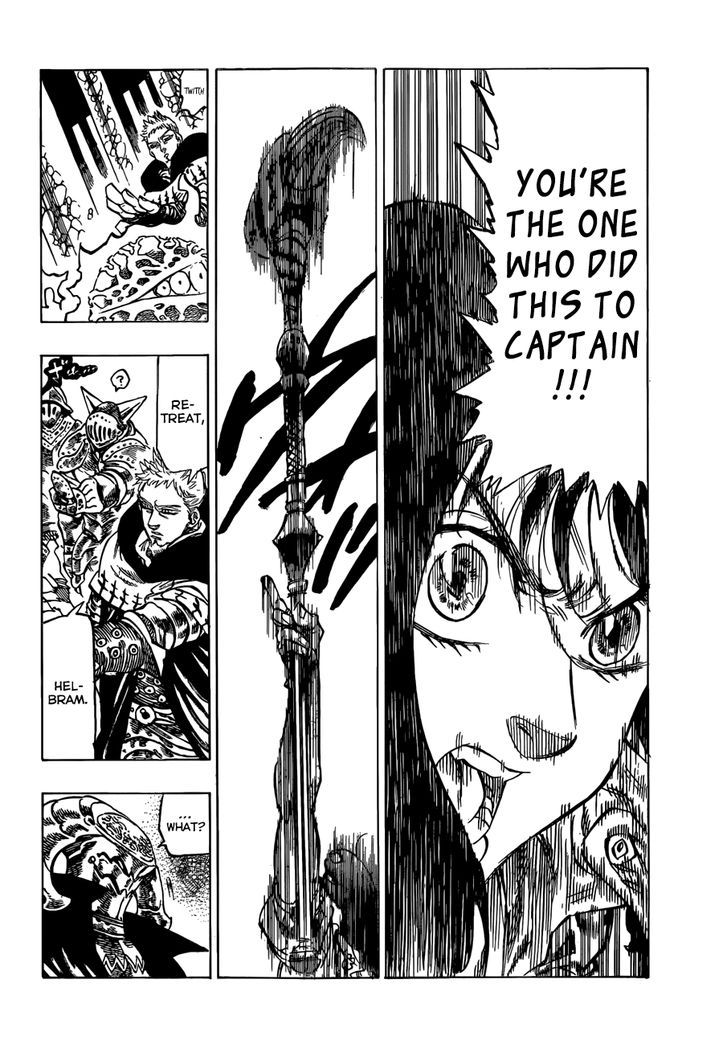 YOU'RE
THE ONE
WHO DID
THIS TO
CAPTAIN
!!!
TWITCH
?
RE-
TREAT,
HEL-
BRAM.
...
WHAT?